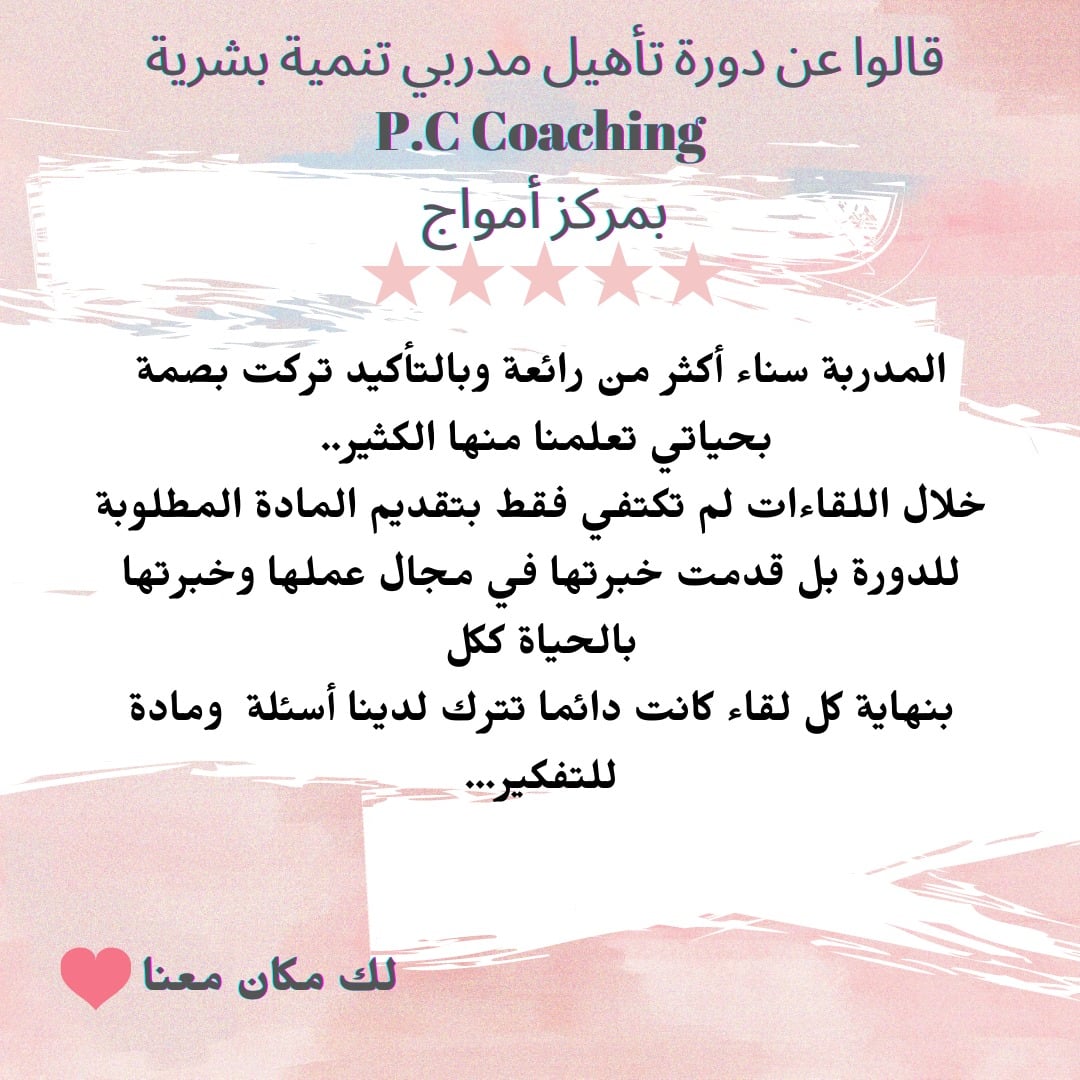 قالوا عن دورة تأهيل مدربي تنمية بشرية
P.C Coaching
بمركز أمواج
المدربة سناء أكثر من رائعة وبالتأكيد تركت بصمة
بحياتي تعلمنا منها الكثير..
خلال اللقاءات لم تكتفي فقط بتقديم المادة المطلوبة
للدورة بل قدمت خبرتها في مجال عملها وخبرتها
بالحياة ككل
بنهاية كل لقاء كانت دائما تترك لدينا أسئلة ومادة
للتفكير...
لك مكان معنا